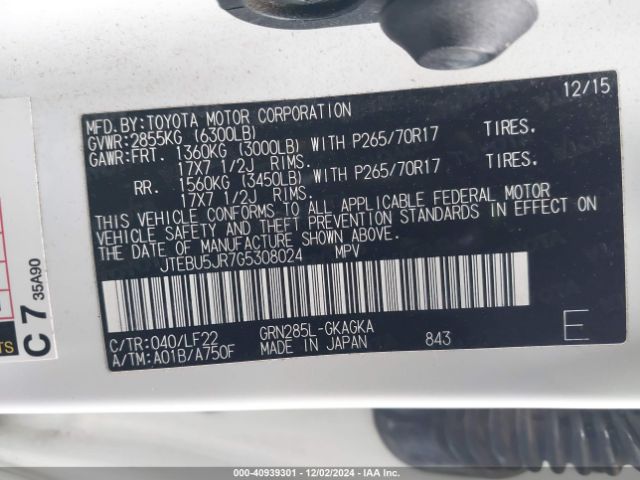 12/15
MFD.BY:TOYOTA MOTOR CORPORATION
GVWR:2855KG (6300LB)
GAWR:FRT. 1360KG (3000LB) WITH P265/70R17 TIRES.
17X7 1/2J RIMS.
RR. 1560KG (3450LB) WITH P265/70R17 TIRES.
17X7 1/2J RIMS.
THIS VEHICLE CONFORMS TO ALL APPLICABLE FEDERAL MOTOR
VEHICLE SAFETY AND THEFT PREVENTION STANDARDS IN EFFECT ON
THE DATE OF MANUFACTURE SHOWN ABOVE.
JTEBU5JR7G5308024 MPV
C/TR:040/LF22 GRN285L-GKAGKA
A/TM:A01B/A750F MADE IN JAPAN 843 E
C 7 35A90
TS
000-40939301 - 12/02/2024 - IAA Inc.